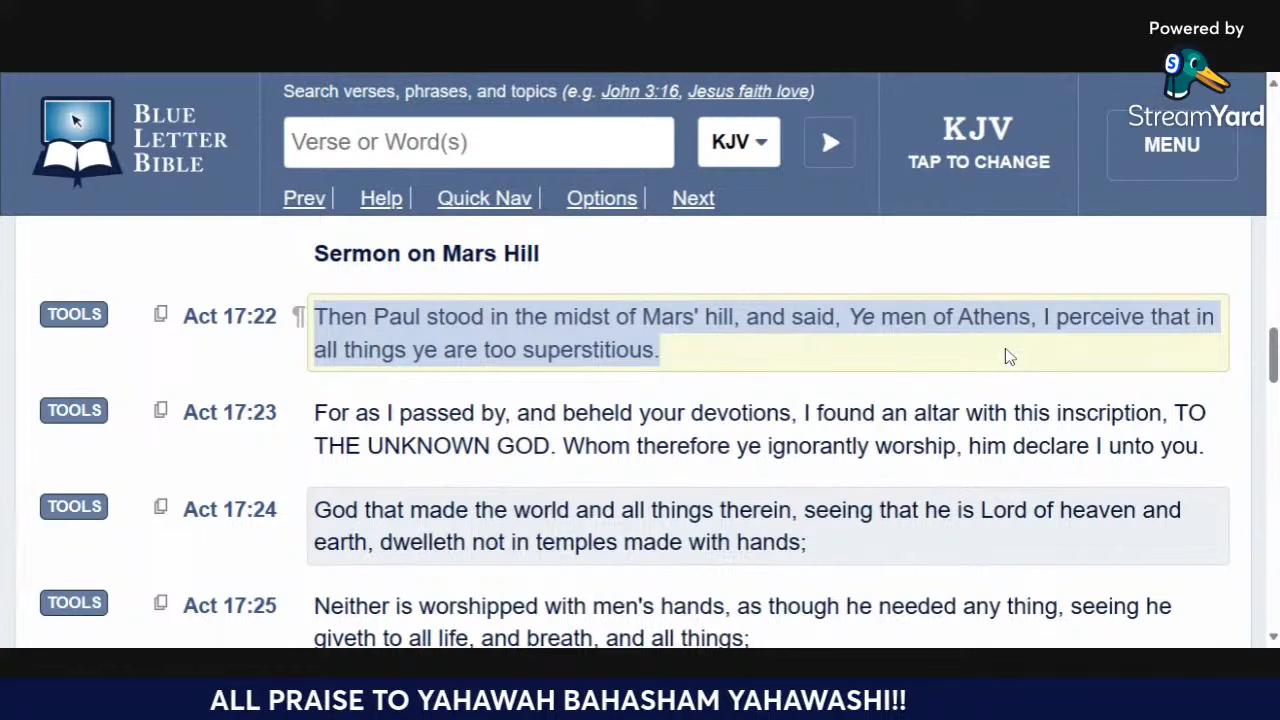 Powered by
StreamYard
BLUE
LETTER
BIBLE
Search verses, phrases, and topics (e.g. John 3:16, Jesus faith love)
Verse or Word(s)
KJV
KJV
TAP TO CHANGE
MENU
Prev Help Quick Nav Options Next
Sermon on Mars Hill
TOOLS Act 17:22 ¶ Then Paul stood in the midst of Mars' hill, and said, Ye men of Athens, I perceive that in
all things ye are too superstitious.
TOOLS Act 17:23 For as I passed by, and beheld your devotions, I found an altar with this inscription, TO
THE UNKNOWN GOD. Whom therefore ye ignorantly worship, him declare I unto you.
TOOLS Act 17:24 God that made the world and all things therein, seeing that he is Lord of heaven and
earth, dwelleth not in temples made with hands;
TOOLS Act 17:25 Neither is worshipped with men's hands, as though he needed any thing, seeing he
giveth to all life, and breath, and all things;
ALL PRAISE TO YAHAWAH BAHASHAM YAHAWASHI!!